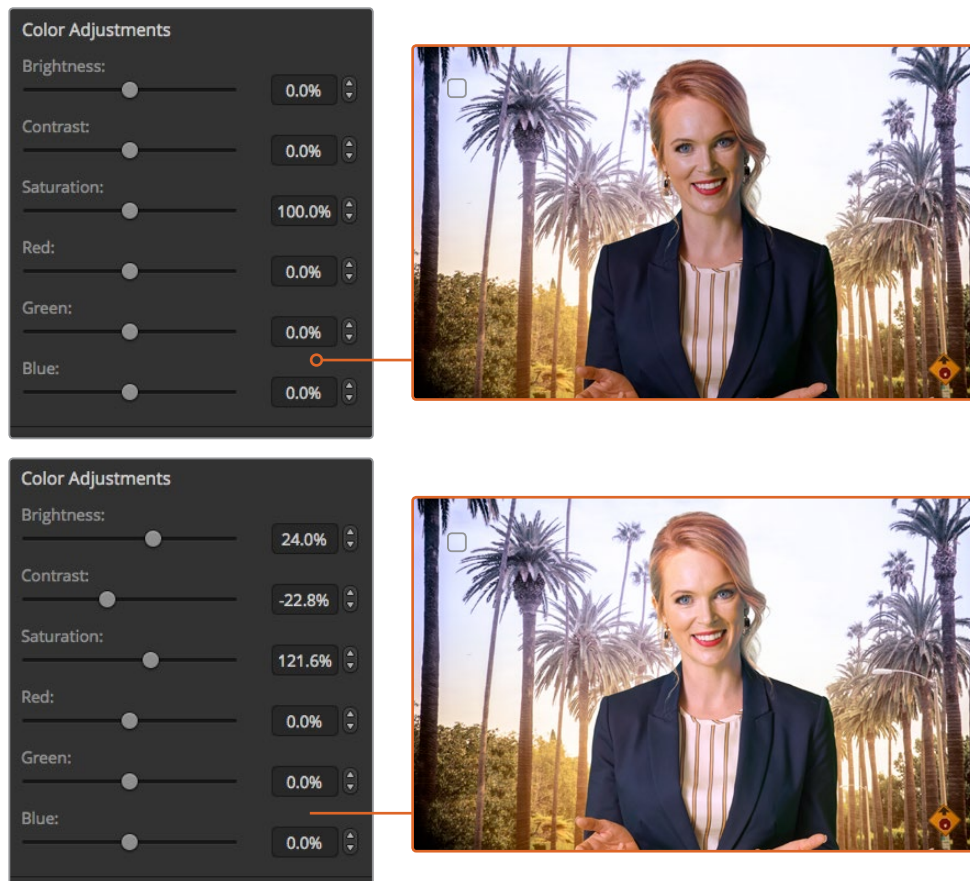 Color Adjustments
Brightness:
0.0%
Contrast:
0.0%
Saturation:
100.0%
Red:
0.0%
Green:
0.0%
Blue:
0.0%
Color Adjustments
Brightness:
24.0%
Contrast:
-22.8%
Saturation:
121.6%
Red:
0.0%
Green:
0.0%
Blue:
0.0%